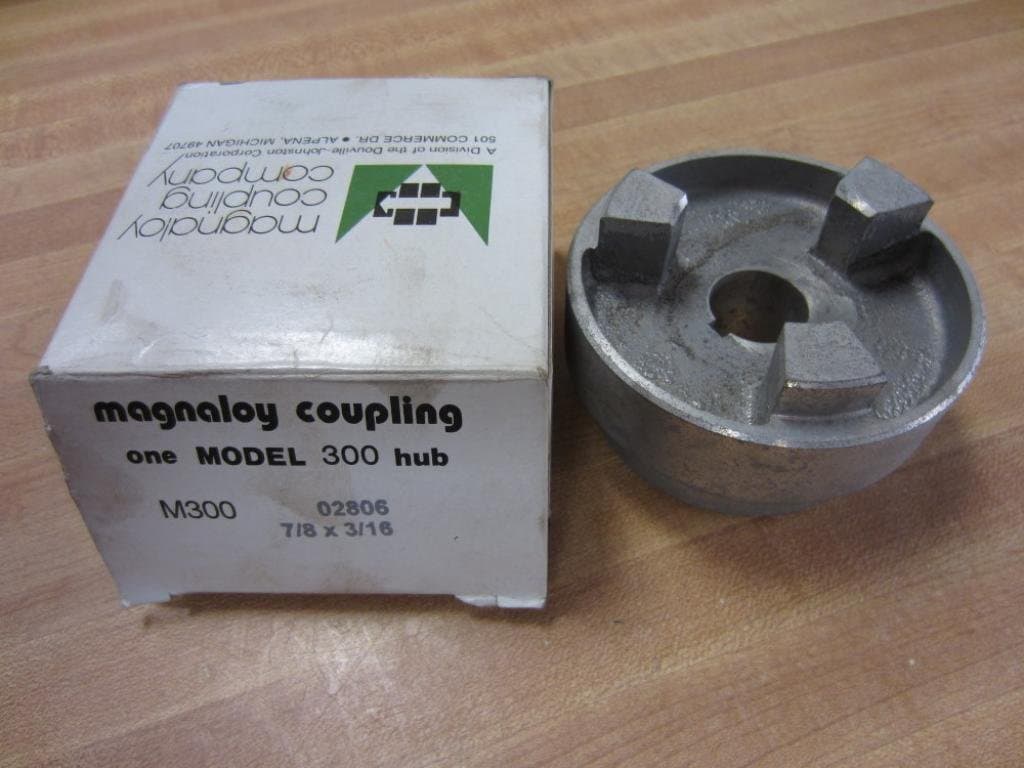 magnaloy
coupling
company
A Division of the Douville-Johnston Corporation
501 COMMERCE DR. ● ALPENA, MICHIGAN 49707
magnaloy coupling
one MODEL 300 hub
M300 02806
7/8 x 3/16